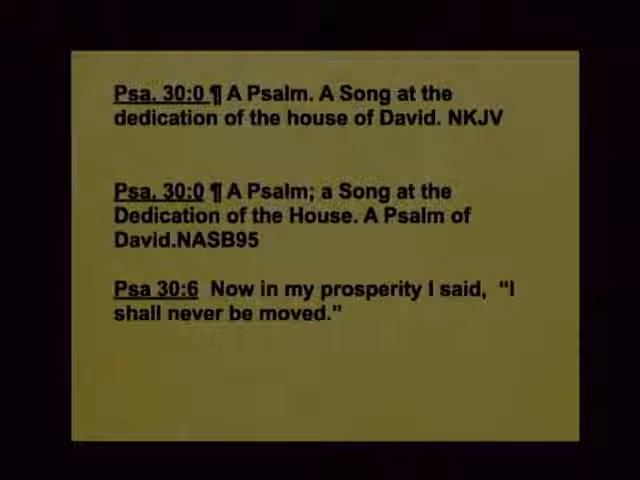 Psa. 30:0 ¶ A Psalm. A Song at the
dedication of the house of David. NKJV
Psa. 30:0 ¶ A Psalm; a Song at the
Dedication of the House. A Psalm of
David.NASB95
Psa 30:6 Now in my prosperity I said, “I
shall never be moved.”